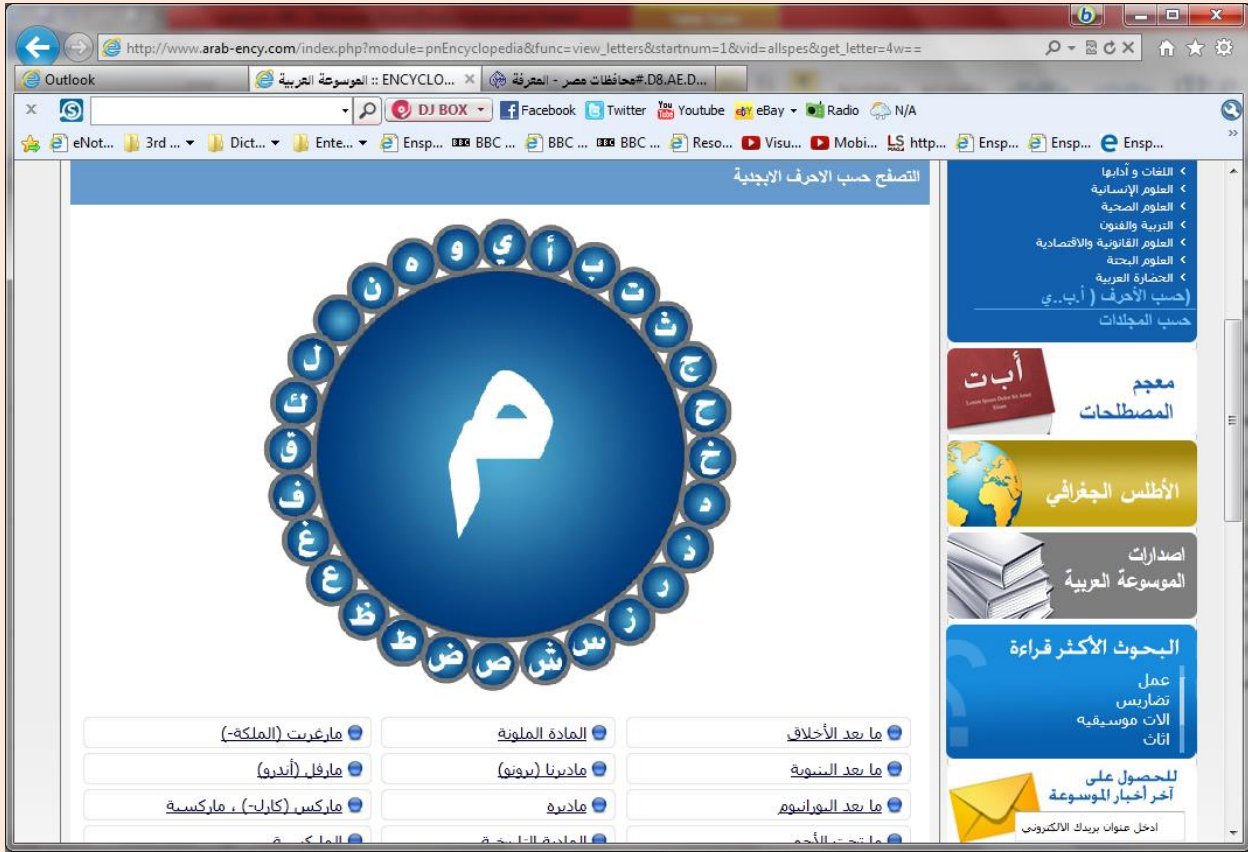 http://www.arab-ency.com/index.php?module=pnEncyclopedia&func=view_letters&startnum=1&vid=allspes&get_letter=4w==
Outlook
الموسوعة العربية :: ENCYCLO...
محافظات مصر - المعرفة
#.D8.AE.D...
DJ BOX Facebook Twitter Youtube eBay Radio N/A
eNot... 3rd ... Dict... Ente... Ensp... BBC ... BBC ... BBC ... Reso... Visu... Mobi... http... Ensp... Ensp... Ensp...
التصفح حسب الاحرف الابجدية
أ
ب
ت
ث
ج
ح
خ
د
ذ
ر
ز
س
ش
ص
ض
ط
ظ
ع
غ
ف
ق
ك
ل
ن
ه
و
ي
م
ما بعد الأخلاق
المادة الملونة
مارغريت (الملكة-)
ما بعد البنيوية
ماديرنا (برونو)
مارفل (أندرو)
ما بعد اليورانيوم
ماديره
ماركس (كارل-) ، ماركسية
اللغات و آدابها
العلوم الإنسانية
العلوم الصحية
التربية والفنون
العلوم القانونية والاقتصادية
العلوم البحتة
الحضارة العربية
(حسب الأحرف ( أ.ب..ي
حسب المجلدات
أ ب ت
معجم
المصطلحات
الأطلس الجغرافي
اصدارات
الموسوعة العربية
البحوث الأكثر قراءة
عمل
تضاريس
الات موسيقيه
اثاث
للحصول على
آخر أخبار الموسوعة
ادخل عنوان بريدك الالكتروني